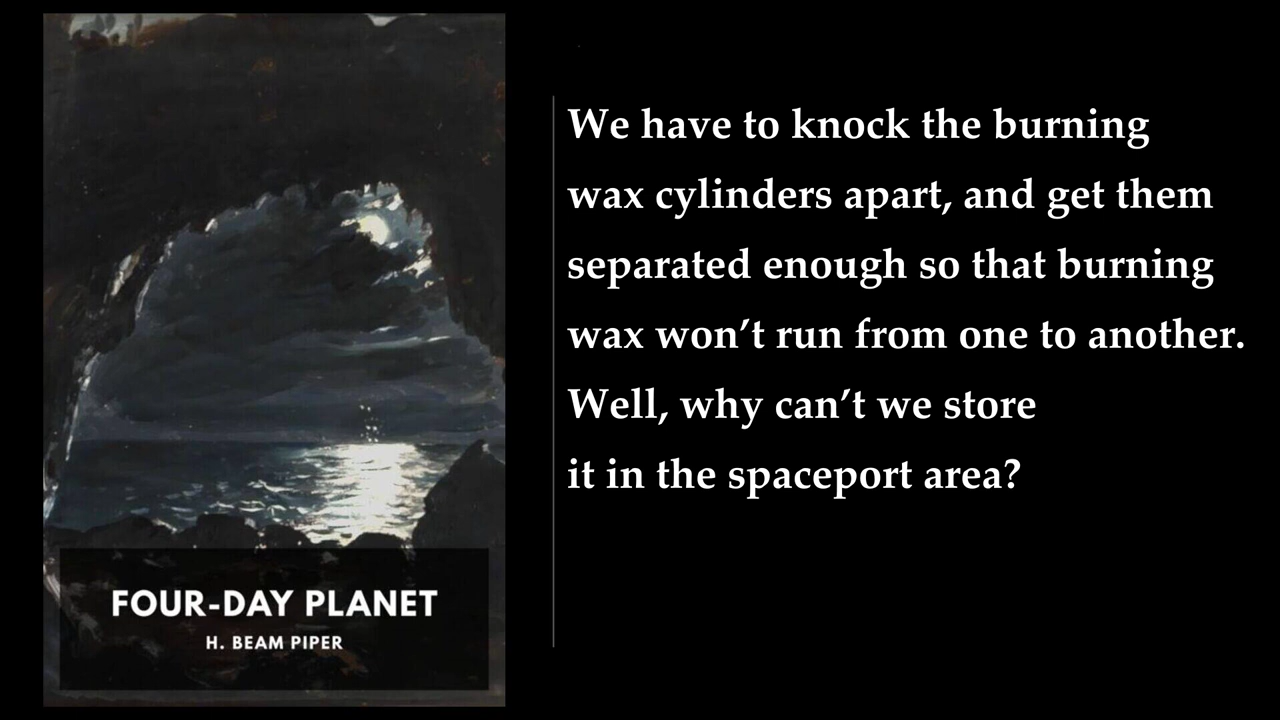 FOUR-DAY PLANET
H. BEAM PIPER
We have to knock the burning
wax cylinders apart, and get them
separated enough so that burning
wax won’t run from one to another.
Well, why can’t we store
it in the spaceport area?